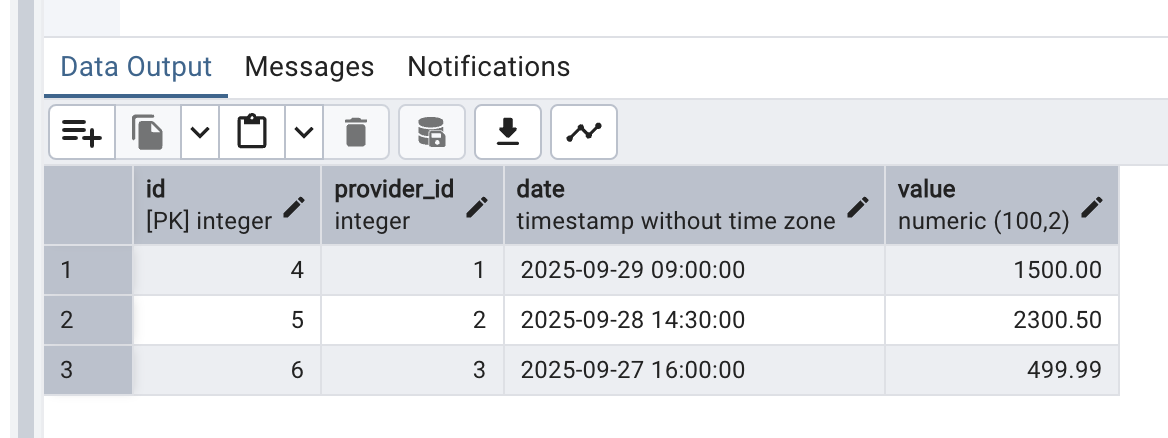 Data Output Messages Notifications
id provider_id date value
[PK] integer integer timestamp without time zone numeric (100,2)
1 4 1 2025-09-29 09:00:00 1500.00
2 5 2 2025-09-28 14:30:00 2300.50
3 6 3 2025-09-27 16:00:00 499.99